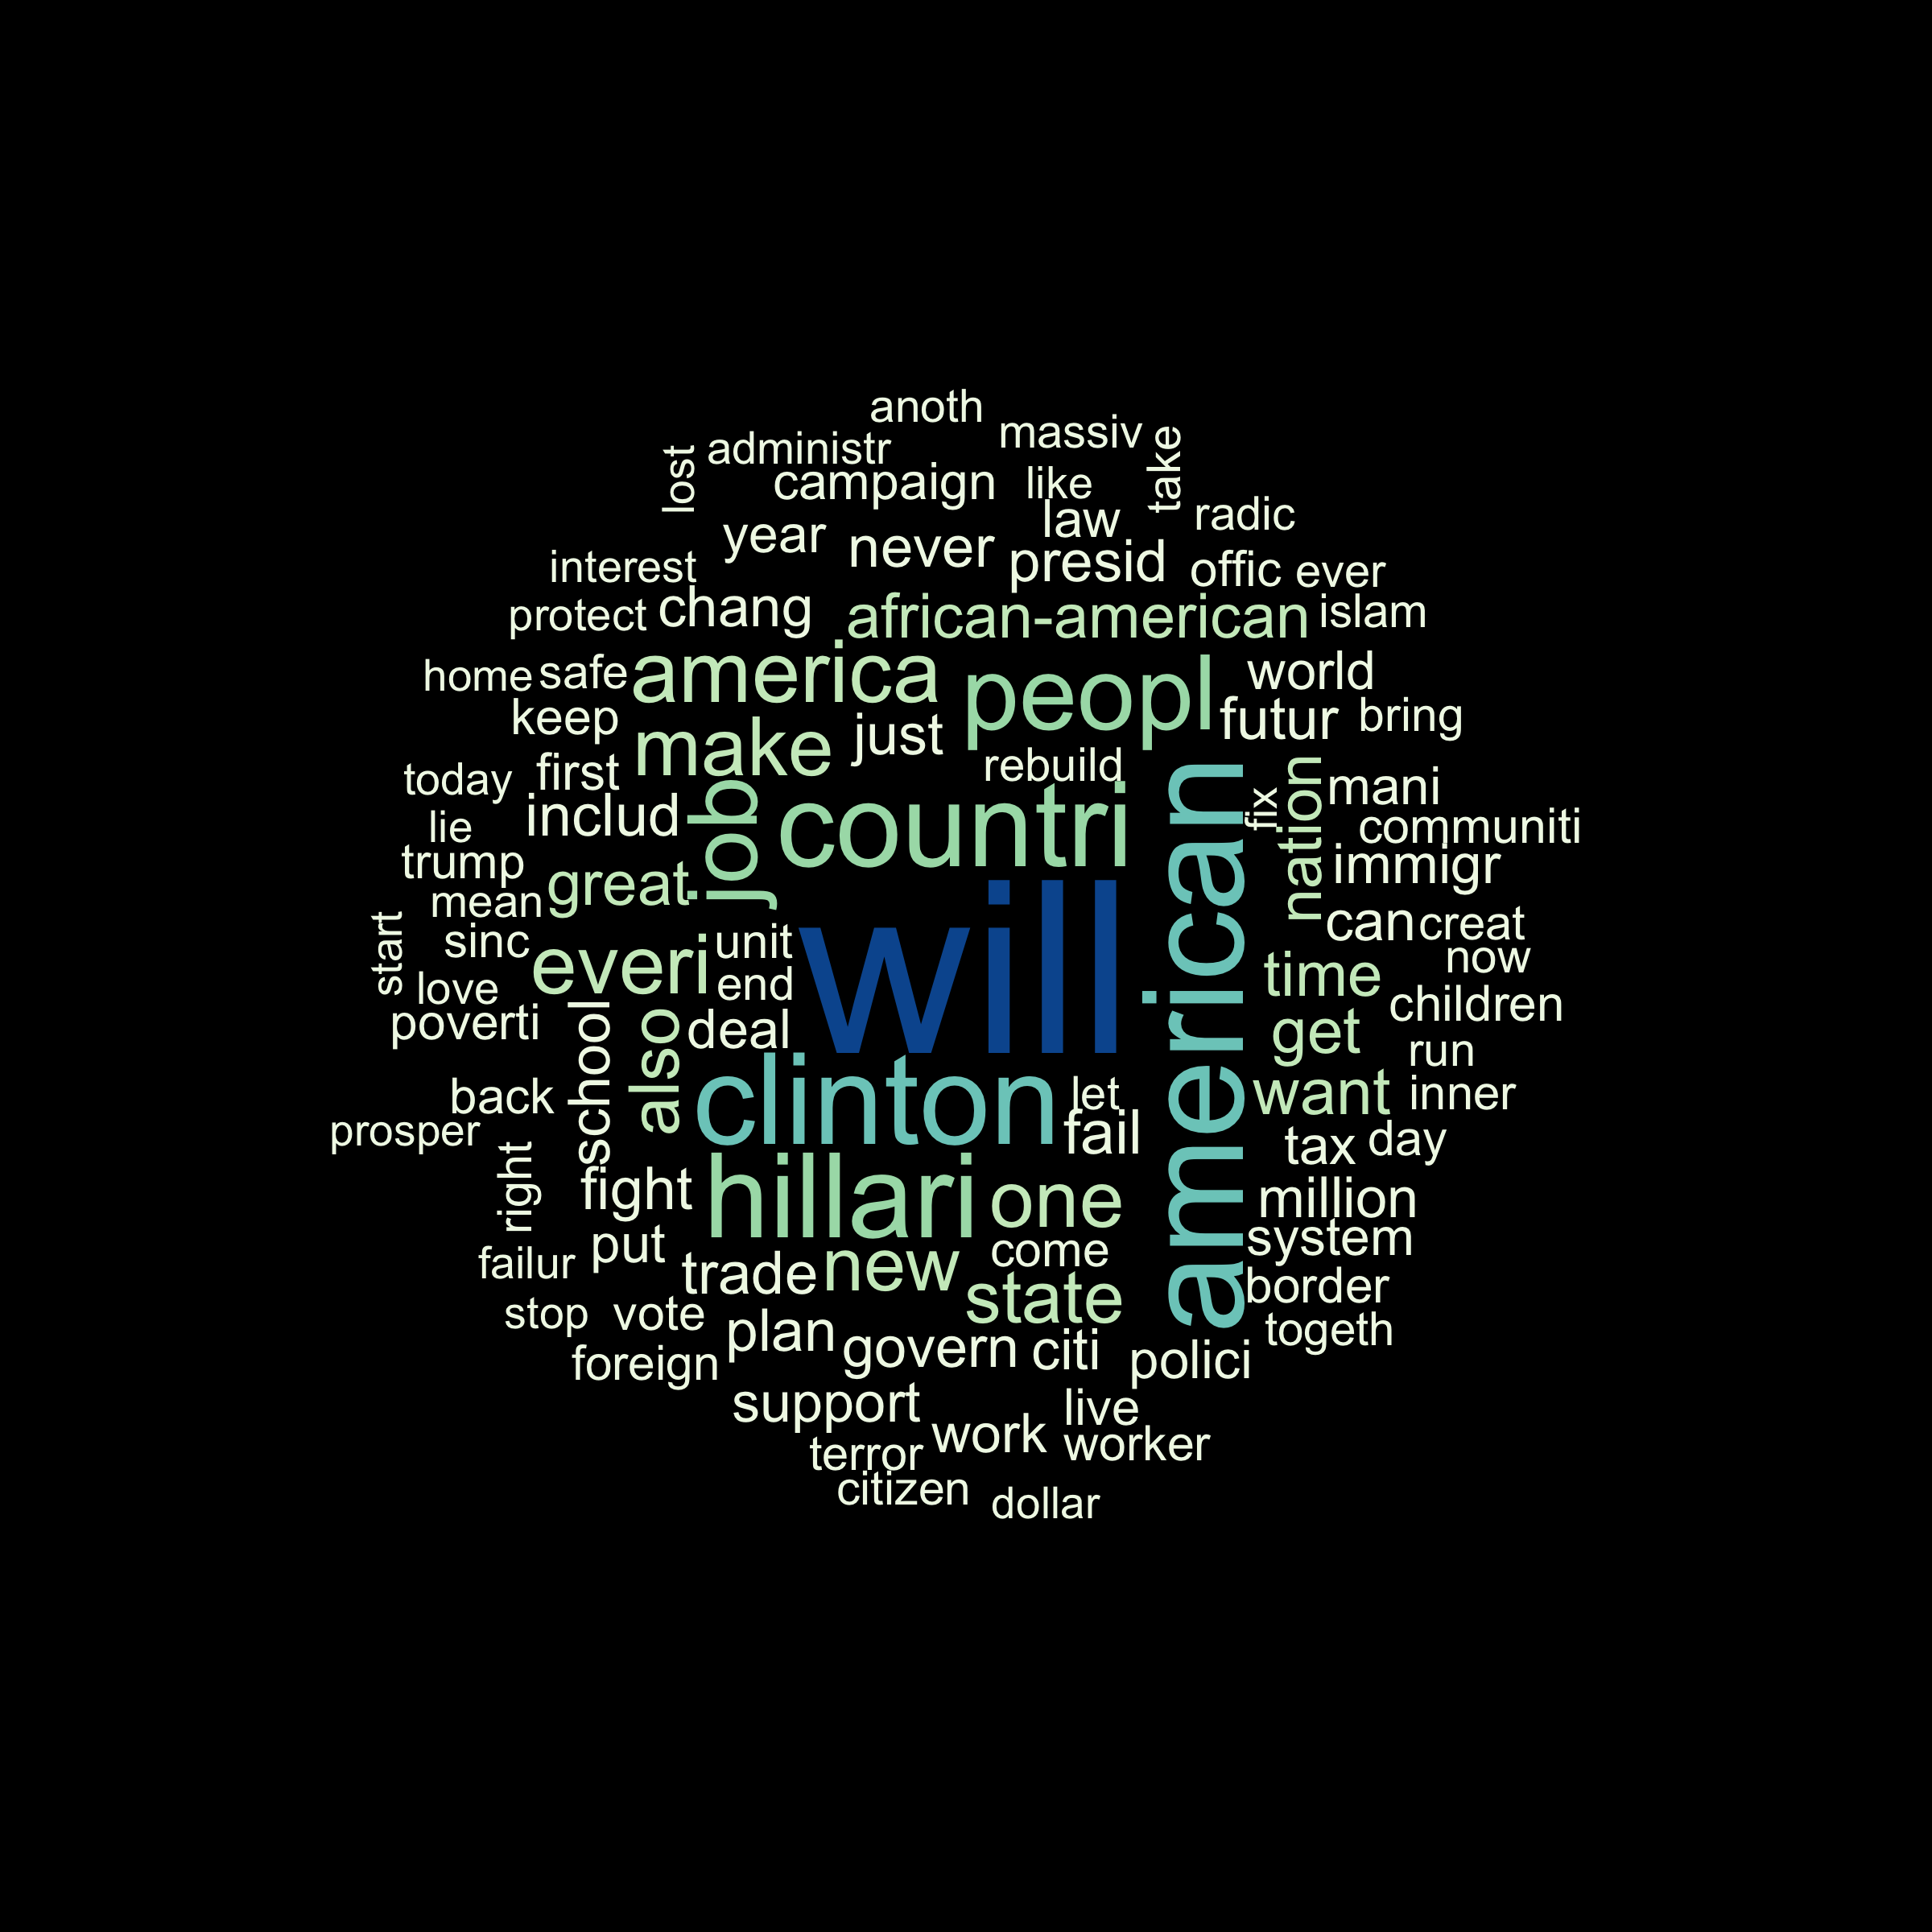 anoth
massiv
take
administr
lost
campaign
like
law
radic
year
never
presid
offic
ever
interest
protect
chang
african-american
islam
home
safe
america
peopl
world
keep
make
just
futur
bring
rebuild
today
first
job
countri
american
fix
nation
mani
includ
lie
communiti
trump
great
immigr
mean
will
can
creat
start
sinc
everi
unit
now
love
end
time
poverti
school
also
deal
get
children
run
back
clinton
let
want
inner
prosper
fail
tax
day
right
fight
hillari
one
million
put
come
system
failur
trade
new
state
border
stop
vote
plan
togeth
foreign
govern
citi
polici
support
live
work
worker
terror
citizen
dollar